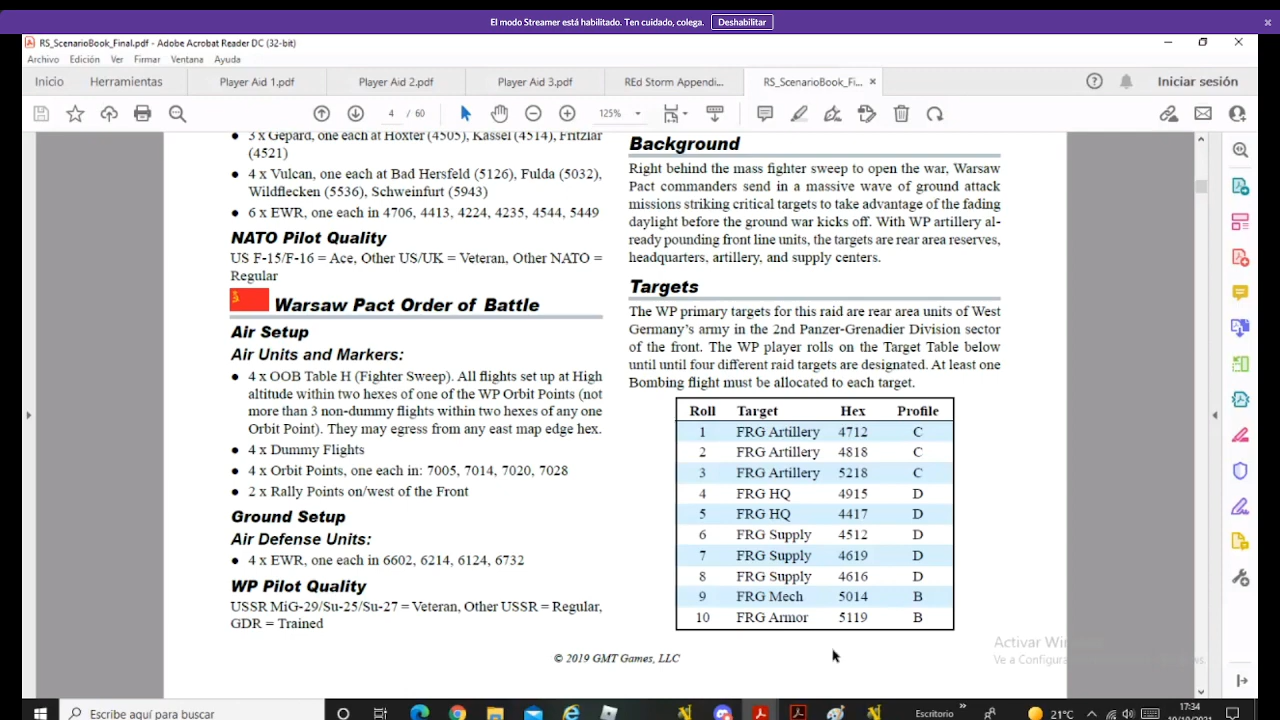 El modo Streamer está habilitado. Ten cuidado, colega. Deshabilitar
RS_ScenarioBook_Final.pdf - Adobe Acrobat Reader DC (32-bit)
Archivo Edición Ver Firmar Ventana Ayuda
Inicio Herramientas Player Aid 1.pdf Player Aid 2.pdf Player Aid 3.pdf REd Storm Appendi... RS_ScenarioBook_Fi... Iniciar sesión
4 / 60 125%
3 x Gepard, one each at Hoxter (4505), Kassel (4514), Fritzlar
(4521)
4 x Vulcan, one each at Bad Hersfeld (5126), Fulda (5032),
Wildflecken (5536), Schweinfurt (5943)
6 x EWR, one each in 4706, 4413, 4224, 4235, 4544, 5449
NATO Pilot Quality
US F-15/F-16 = Ace, Other US/UK = Veteran, Other NATO =
Regular
Warsaw Pact Order of Battle
Air Setup
Air Units and Markers:
4 x OOB Table H (Fighter Sweep). All flights set up at High
altitude within two hexes of one of the WP Orbit Points (not
more than 3 non-dummy flights within two hexes of any one
Orbit Point). They may egress from any east map edge hex.
4 x Dummy Flights
4 x Orbit Points, one each in: 7005, 7014, 7020, 7028
2 x Rally Points on/west of the Front
Ground Setup
Air Defense Units:
4 x EWR, one each in 6602, 6214, 6124, 6732
WP Pilot Quality
USSR MiG-29/Su-25/Su-27 = Veteran, Other USSR = Regular,
GDR = Trained
Background
Right behind the mass fighter sweep to open the war, Warsaw
Pact commanders send in a massive wave of ground attack
missions striking critical targets to take advantage of the fading
daylight before the ground war kicks off. With WP artillery al-
ready pounding front line units, the targets are rear area reserves,
headquarters, artillery, and supply centers.
Targets
The WP primary targets for this raid are rear area units of West
Germany's army in the 2nd Panzer-Grenadier Division sector
of the front. The WP player rolls on the Target Table below
until until four different raid targets are designated. At least one
Bombing flight must be allocated to each target.
Roll Target Hex Profile
1 FRG Artillery 4712 C
2 FRG Artillery 4818 C
3 FRG Artillery 5218 C
4 FRG HQ 4915 D
5 FRG HQ 4417 D
6 FRG Supply 4512 D
7 FRG Supply 4619 D
8 FRG Supply 4616 D
9 FRG Mech 5014 B
10 FRG Armor 5119 B
© 2019 GMT Games, LLC
Activar Win
Ve a Configura
Escribe aquí para buscar
Escritorio
21°C
17:34